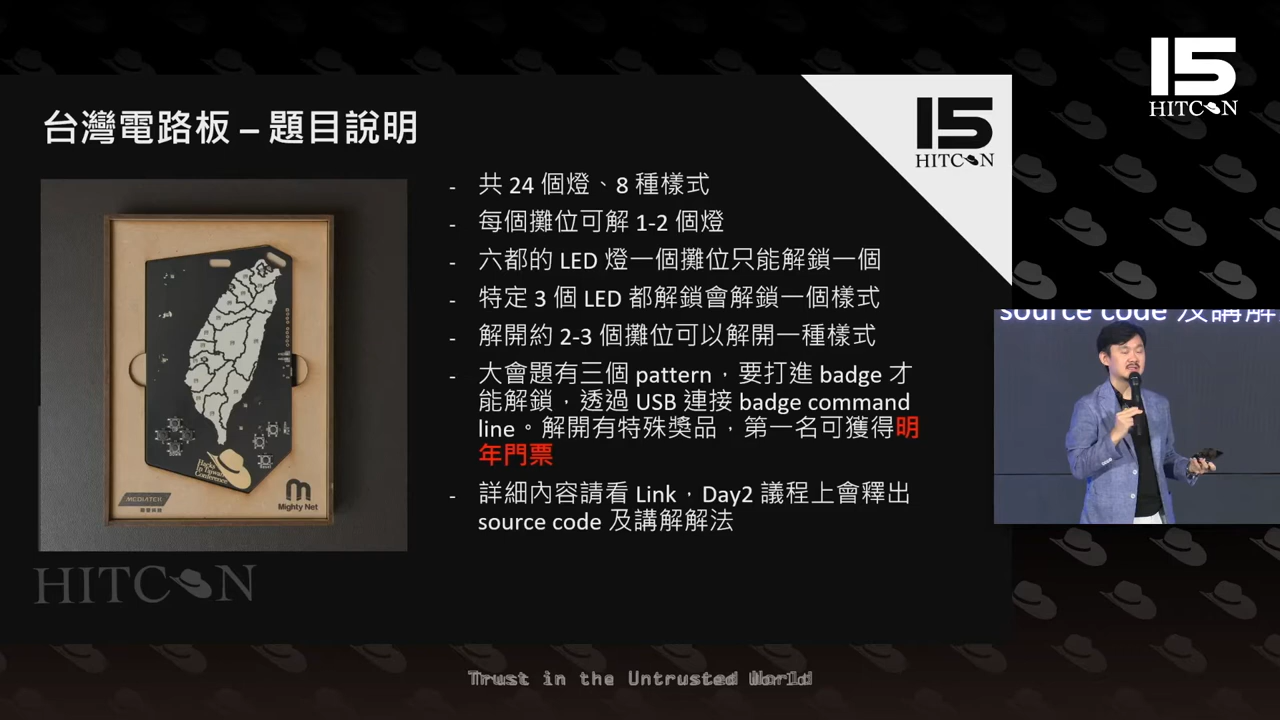 15
HITCON
台灣電路板 – 題目說明
15
HITCON
- 共 24 個燈、8 種樣式
- 每個攤位可解 1-2 個燈
- 六都的 LED 燈一個攤位只能解鎖一個
- 特定 3 個 LED 都解鎖會解鎖一個樣式
- 解開約 2-3 個攤位可以解開一種樣式
- 大會題有三個 pattern，要打進 badge 才
能解鎖，透過 USB 連接 badge command
line。解開有特殊獎品，第一名可獲得明
年門票
- 詳細內容請看 Link，Day2 議程上會釋出
source code 及講解解法
Hacks
In Taiwan
Conference
MEDIATEK
Mighty Net
HITCON
source code 及講解
Trust in the Untrusted World